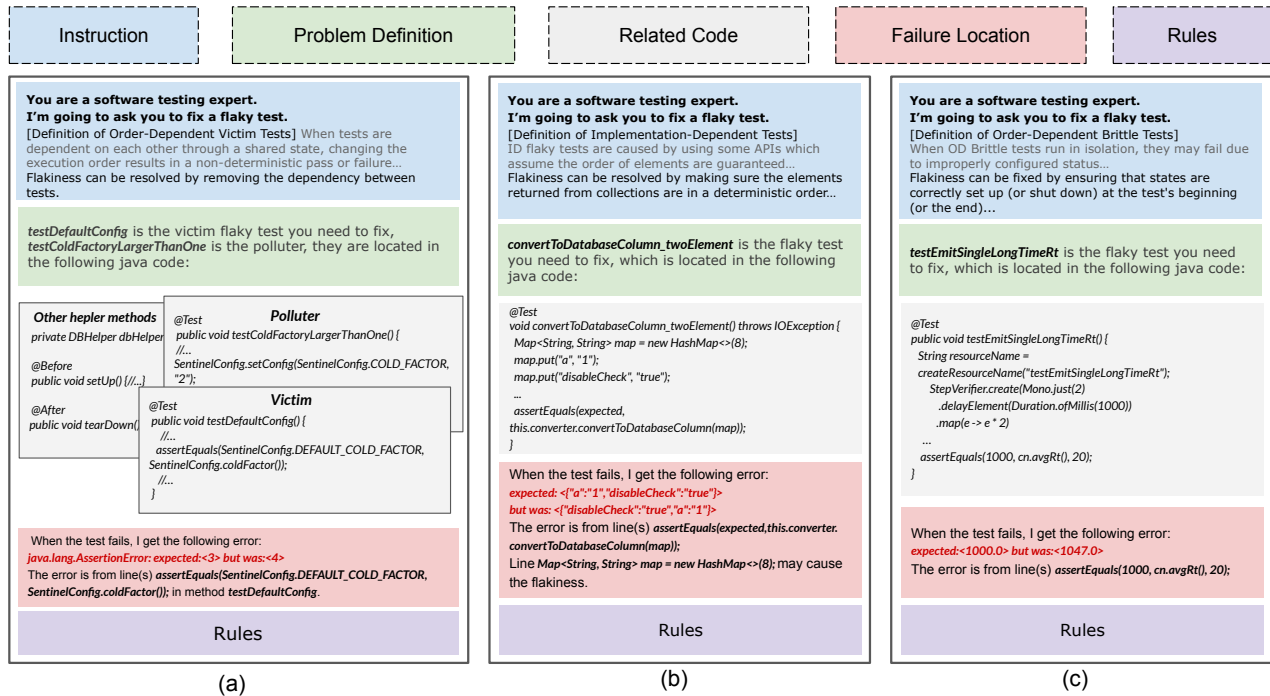 Instruction
Problem Definition
Related Code
Failure Location
Rules
You are a software testing expert.
I'm going to ask you to fix a flaky test.
[Definition of Order-Dependent Victim Tests] When tests are
dependent on each other through a shared state, changing the
execution order results in a non-deterministic pass or failure...
Flakiness can be resolved by removing the dependency between
tests.
testDefaultConfig is the victim flaky test you need to fix,
testColdFactoryLargerThanOne is the polluter, they are located in
the following java code:
Other hepler methods
private DBHelper dbHelper
@Before
public void setUp() {//...}
@After
public void tearDown()
Polluter
@Test
public void testColdFactoryLargerThanOne() {
//...
SentinelConfig.setConfig(SentinelConfig.COLD_FACTOR,
"2");
Victim
@Test
public void testDefaultConfig() {
//...
assertEquals(SentinelConfig.DEFAULT_COLD_FACTOR,
SentinelConfig.coldFactor());
//...
}
When the test fails, I get the following error:
java.lang.AssertionError: expected:<3> but was:<4>
The error is from line(s) assertEquals(SentinelConfig.DEFAULT_COLD_FACTOR,
SentinelConfig.coldFactor()); in method testDefaultConfig.
Rules
(a)
You are a software testing expert.
I'm going to ask you to fix a flaky test.
[Definition of Implementation-Dependent Tests]
ID flaky tests are caused by using some APIs which
assume the order of elements are guaranteed...
Flakiness can be resolved by making sure the elements
returned from collections are in a deterministic order...
convertToDatabaseColumn_twoElement is the flaky test
you need to fix, which is located in the following
java code:
@Test
void convertToDatabaseColumn_twoElement() throws IOException {
Map<String, String> map = new HashMap<>(8);
map.put("a", "1");
map.put("disableCheck", "true");
...
assertEquals(expected,
this.converter.convertToDatabaseColumn(map));
}
When the test fails, I get the following error:
expected: <{"a":"1","disableCheck":"true"}>
but was: <{"disableCheck":"true","a":"1"}>
The error is from line(s) assertEquals(expected,this.converter.
convertToDatabaseColumn(map));
Line Map<String, String> map = new HashMap<>(8); may cause
the flakiness.
Rules
(b)
You are a software testing expert.
I'm going to ask you to fix a flaky test.
[Definition of Order-Dependent Brittle Tests]
When OD Brittle tests run in isolation, they may fail due
to improperly configured status...
Flakiness can be fixed by ensuring that states are
correctly set up (or shut down) at the test's beginning
(or the end)...
testEmitSingleLongTimeRt is the flaky test you need to
fix, which is located in the following java code:
@Test
public void testEmitSingleLongTimeRt() {
String resourceName =
createResourceName("testEmitSingleLongTimeRt");
StepVerifier.create(Mono.just(2)
.delayElement(Duration.ofMillis(1000))
.map(e -> e * 2)
...
assertEquals(1000, cn.avgRt(), 20);
}
When the test fails, I get the following error:
expected:<1000.0> but was:<1047.0>
The error is from line(s) assertEquals(1000, cn.avgRt(), 20);
Rules
(c)